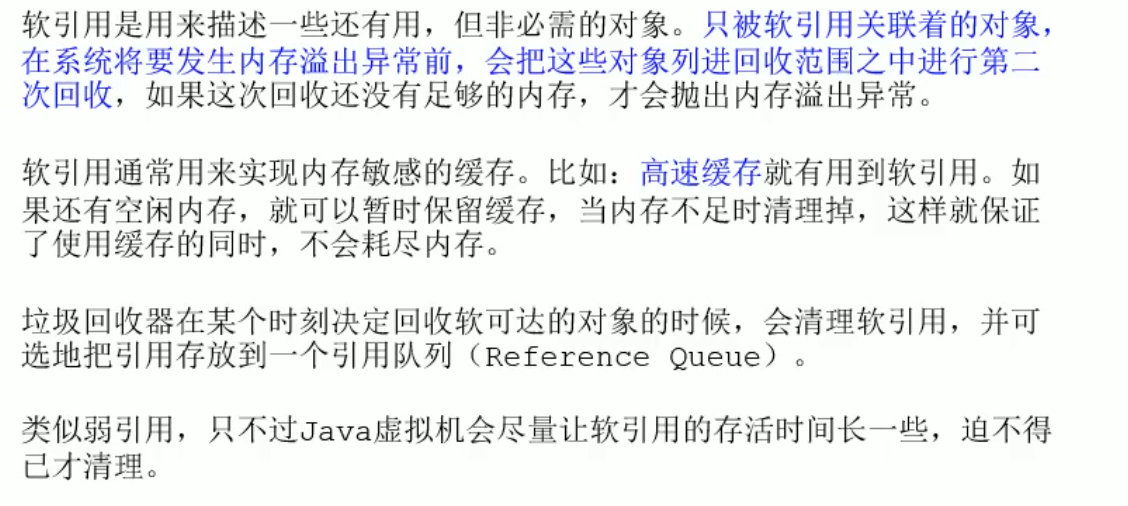 软引用是用来描述一些还有用，但非必需的对象。只被软引用关联着的对象，
在系统将要发生内存溢出异常前，会把这些对象列进回收范围之中进行第二
次回收，如果这次回收还没有足够的内存，才会抛出内存溢出异常。
软引用通常用来实现内存敏感的缓存。比如：高速缓存就有用到软引用。如
果还有空闲内存，就可以暂时保留缓存，当内存不足时清理掉，这样就保证
了使用缓存的同时，不会耗尽内存。
垃圾回收器在某个时刻决定回收软可达的对象的时候，会清理软引用，并可
选地把引用存放到一个引用队列（Reference Queue）。
类似弱引用，只不过Java虚拟机会尽量让软引用的存活时间长一些，迫不得
已才清理。